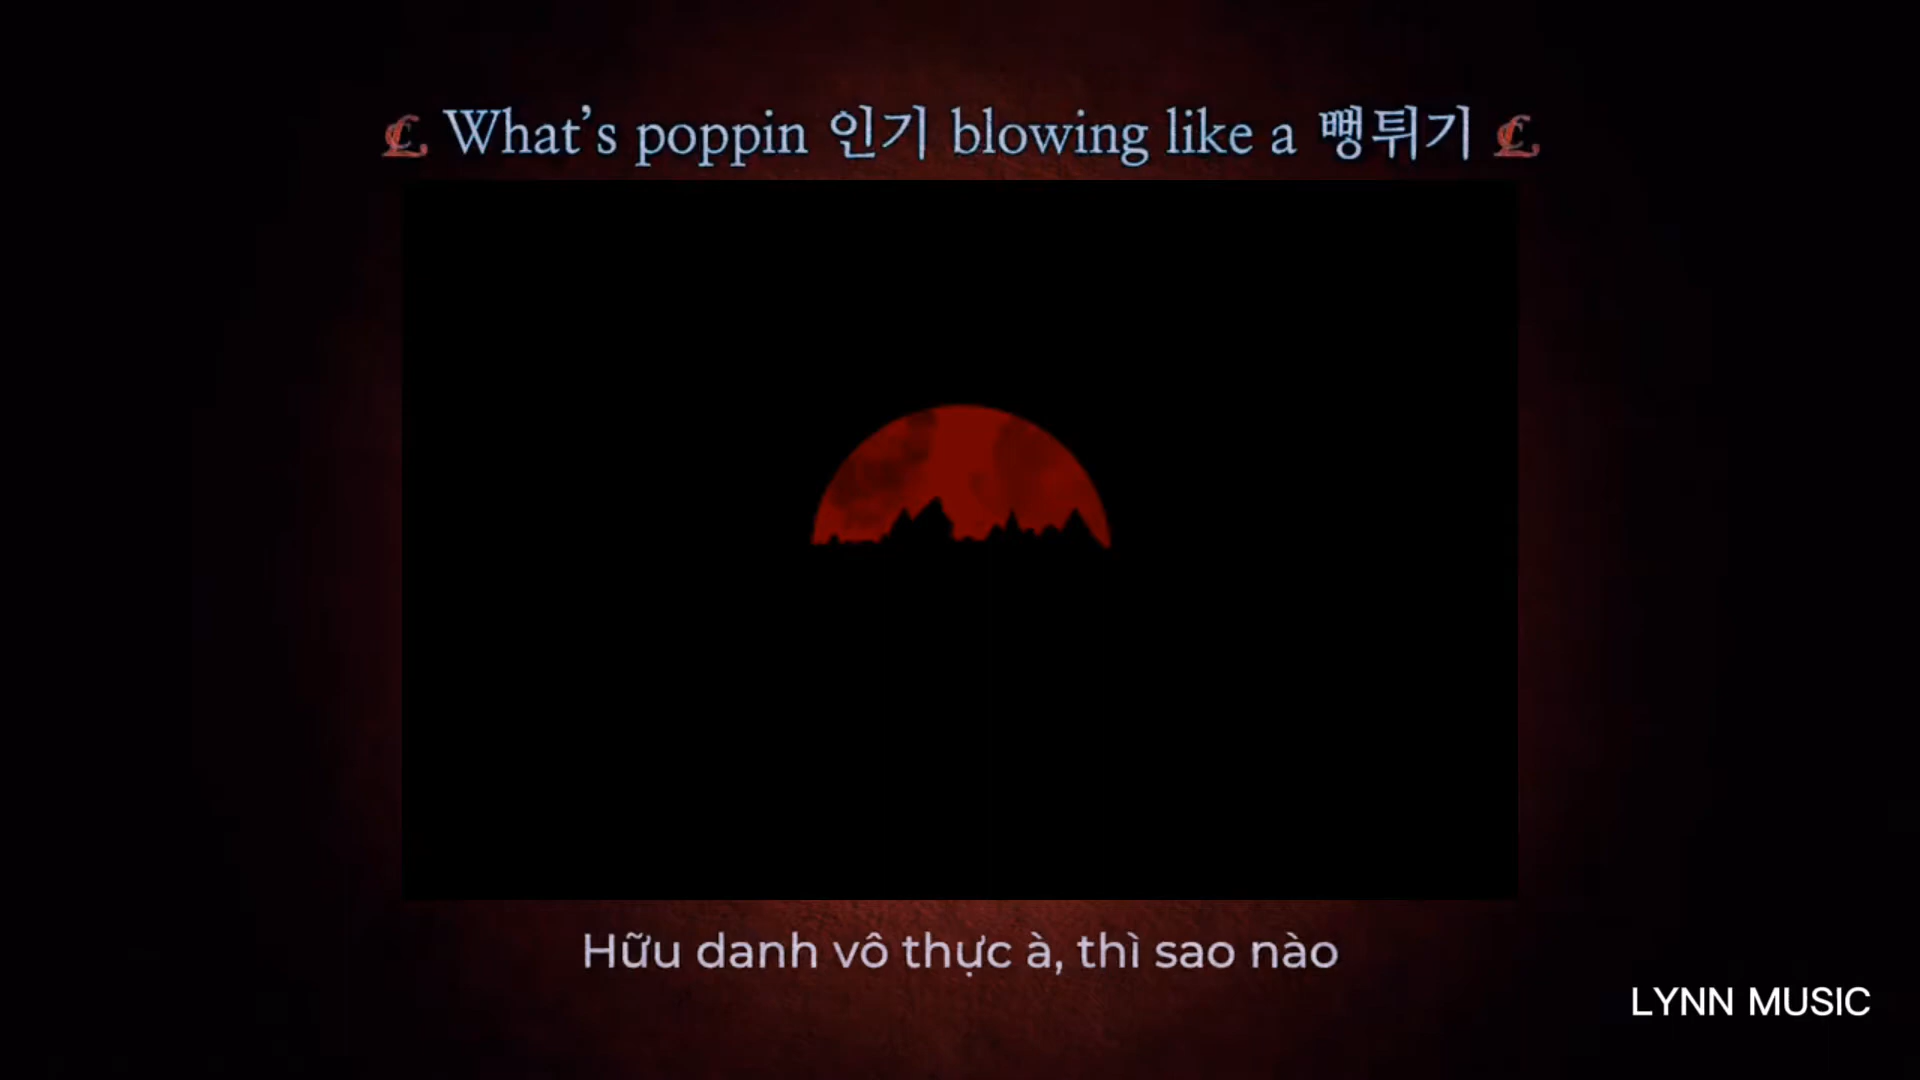 What's poppin 인기 blowing like a 뻥튀기
Hữu danh vô thực à, thì sao nào
LYNN MUSIC